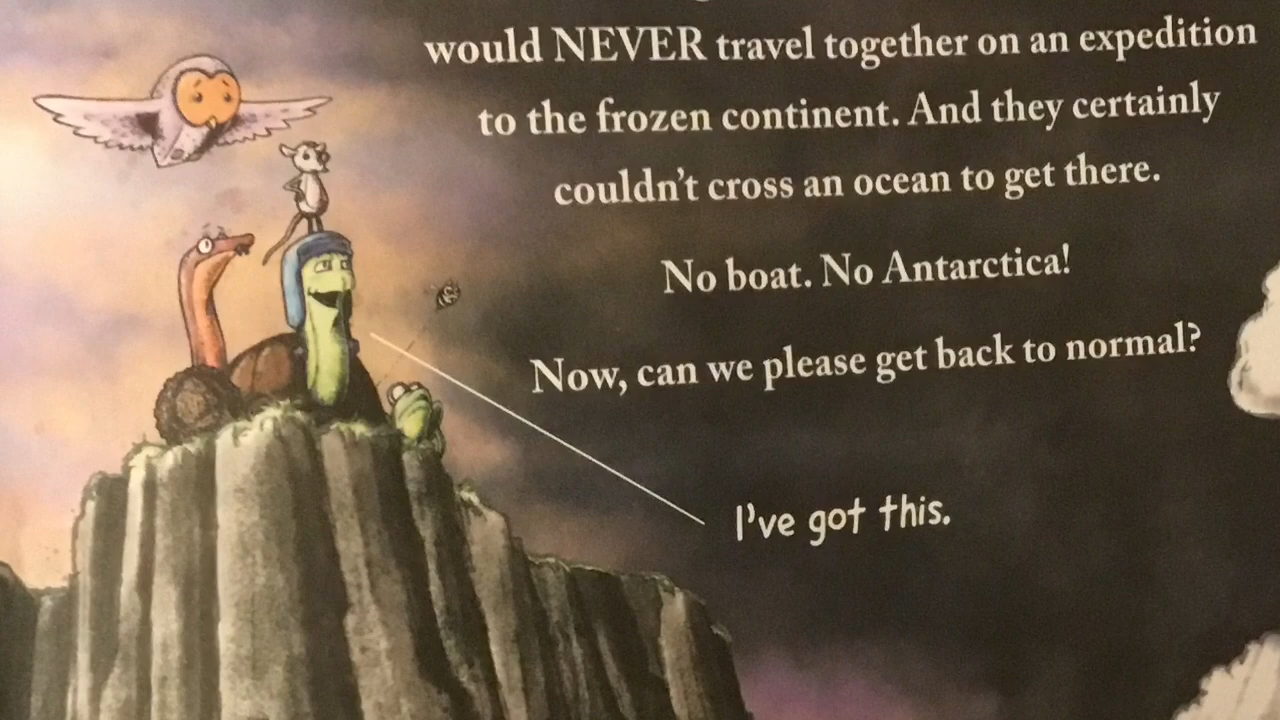 would NEVER travel together on an expedition
to the frozen continent. And they certainly
couldn't cross an ocean to get there.
No boat. No Antarctica!
Now, can we please get back to normal?
I've got this.